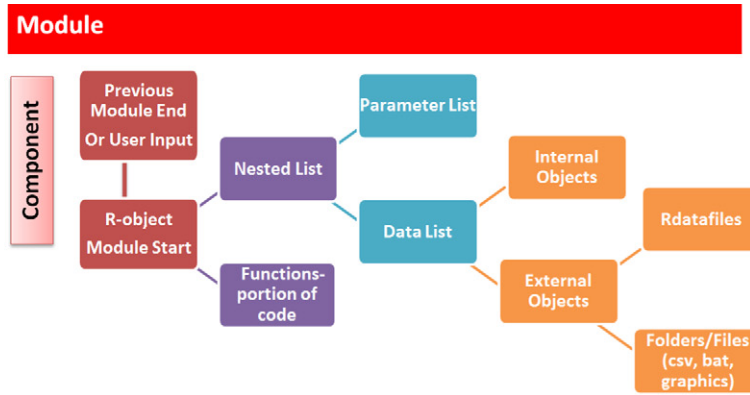 Module
Component
Previous
Module End
Or User Input
R-object
Module Start
Nested List
Functions-
portion of
code
Parameter List
Data List
Internal
Objects
External
Objects
Rdatafiles
Folders/Files
(csv, bat,
graphics)